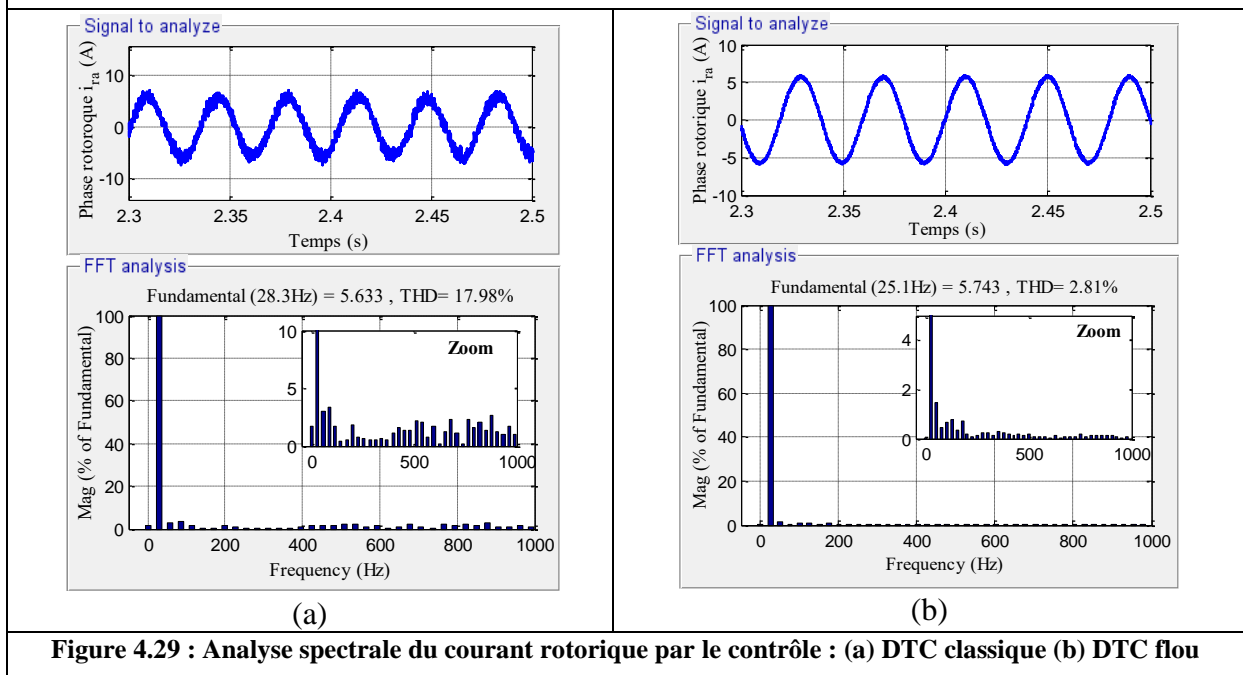 Signal to analyze
Phase rotoroque i_ra (A)
10
0
-10
2.3 2.35 2.4 2.45 2.5
Temps (s)
FFT analysis
Fundamental (28.3Hz) = 5.633 , THD= 17.98%
Mag (% of Fundamental)
100
80
60
40
20
0
0 200 400 600 800 1000
Frequency (Hz)
Zoom
10
5
0
0 500 1000
(a)
Signal to analyze
Phase rotorique i_ra (A)
10
5
0
-5
-10
2.3 2.35 2.4 2.45 2.5
Temps (s)
FFT analysis
Fundamental (25.1Hz) = 5.743 , THD= 2.81%
Mag (% of Fundamental)
100
80
60
40
20
0
0 200 400 600 800 1000
Frequency (Hz)
Zoom
4
2
0
0 500 1000
(b)
Figure 4.29 : Analyse spectrale du courant rotorique par le contrôle : (a) DTC classique (b) DTC flou